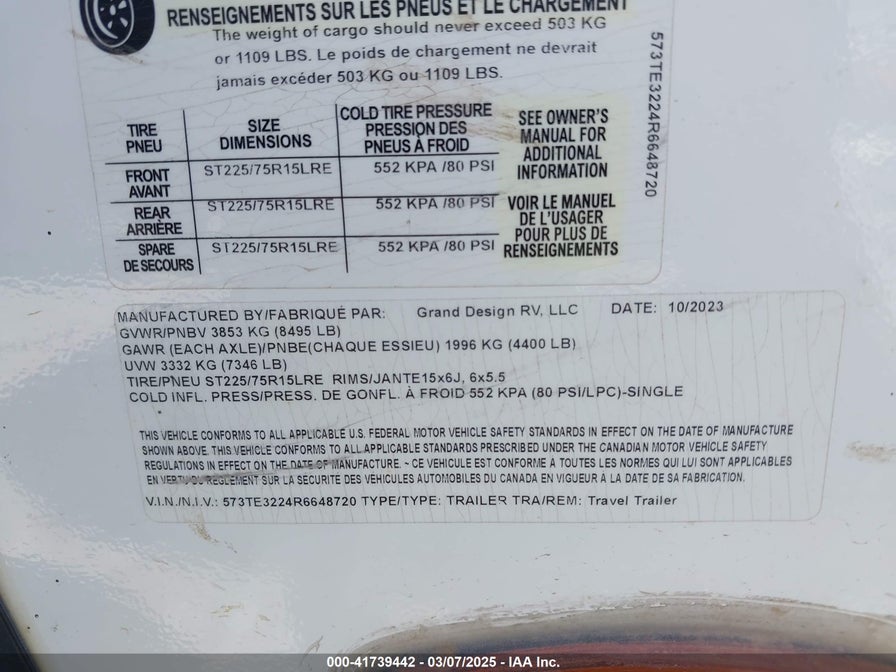 RENSEIGNEMENTS SUR LES PNEUS ET LE CHARGEMENT
The weight of cargo should never exceed 503 KG
or 1109 LBS. Le poids de chargement ne devrait
jamais excéder 503 KG ou 1109 LBS.
TIRE
PNEU
SIZE
DIMENSIONS
COLD TIRE PRESSURE
PRESSION DES
PNEUS À FROID
FRONT
AVANT
ST225/75R15LRE
552 KPA /80 PSI
REAR
ARRIÈRE
ST225/75R15LRE
552 KPA /80 PSI
SPARE
DE SECOURS
ST225/75R15LRE
552 KPA /80 PSI
SEE OWNER'S
MANUAL FOR
ADDITIONAL
INFORMATION
VOIR LE MANUEL
DE L'USAGER
POUR PLUS DE
RENSEIGNEMENTS
573TE3224R6648720
MANUFACTURED BY/FABRIQUÉ PAR: Grand Design RV, LLC DATE: 10/2023
GVWR/PNBV 3853 KG (8495 LB)
GAWR (EACH AXLE)/PNBE(CHAQUE ESSIEU) 1996 KG (4400 LB)
UVW 3332 KG (7346 LB)
TIRE/PNEU ST225/75R15LRE RIMS/JANTE15x6J, 6x5.5
COLD INFL. PRESS/PRESS. DE GONFL. À FROID 552 KPA (80 PSI/LPC)-SINGLE
THIS VEHICLE CONFORMS TO ALL APPLICABLE U.S. FEDERAL MOTOR VEHICLE SAFETY STANDARDS IN EFFECT ON THE DATE OF MANUFACTURE
SHOWN ABOVE. THIS VEHICLE CONFORMS TO ALL APPLICABLE STANDARDS PRESCRIBED UNDER THE CANADIAN MOTOR VEHICLE SAFETY
REGULATIONS IN EFFECT ON THE DATE OF MANUFACTURE. ~ CE VEHICULE EST CONFORME À TOUTES LES NORMES QUI LUI SONT APPLICABLES
EN VERTU DU REGLEMENT SUR LA SECURITE DES VEHICULES AUTOMOBILES DU CANADA EN VIGUEUR A LA DATE DE SA FABRICATION.
V.I.N./N.I.V.: 573TE3224R6648720 TYPE/TYPE: TRAILER TRA/REM: Travel Trailer
000-41739442 - 03/07/2025 - IAA Inc.